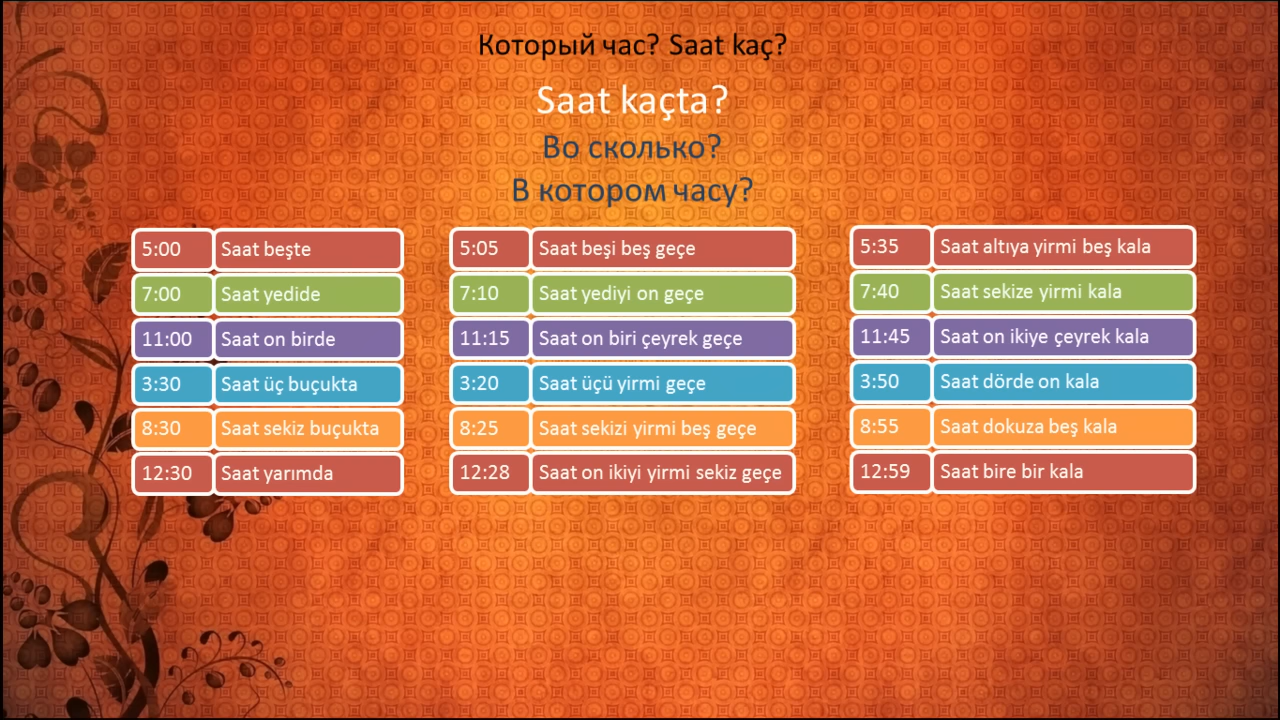 Который час? Saat kaç?
Saat kaçta?
Во сколько?
В котором часу?
5:00 Saat beşte
7:00 Saat yedide
11:00 Saat on birde
3:30 Saat üç buçukta
8:30 Saat sekiz buçukta
12:30 Saat yarımda
5:05 Saat beşi beş geçe
7:10 Saat yediyi on geçe
11:15 Saat on biri çeyrek geçe
3:20 Saat üçü yirmi geçe
8:25 Saat sekizi yirmi beş geçe
12:28 Saat on ikiyi yirmi sekiz geçe
5:35 Saat altıya yirmi beş kala
7:40 Saat sekize yirmi kala
11:45 Saat on ikiye çeyrek kala
3:50 Saat dörde on kala
8:55 Saat dokuza beş kala
12:59 Saat bire bir kala